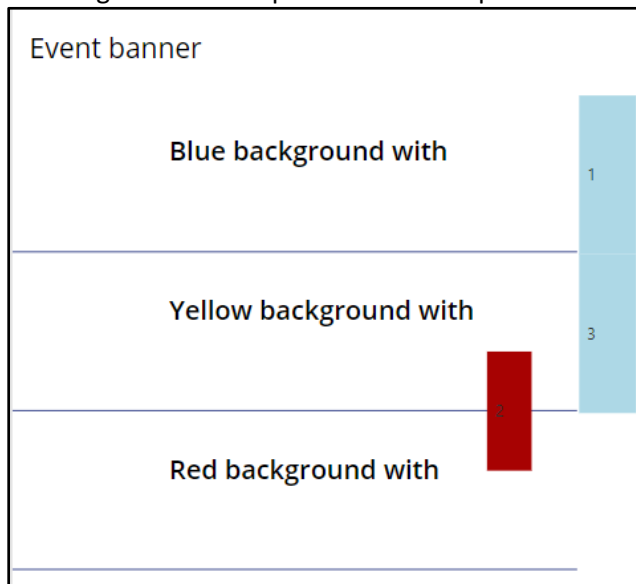 Event banner
Blue background with
1
Yellow background with
3
2
Red background with